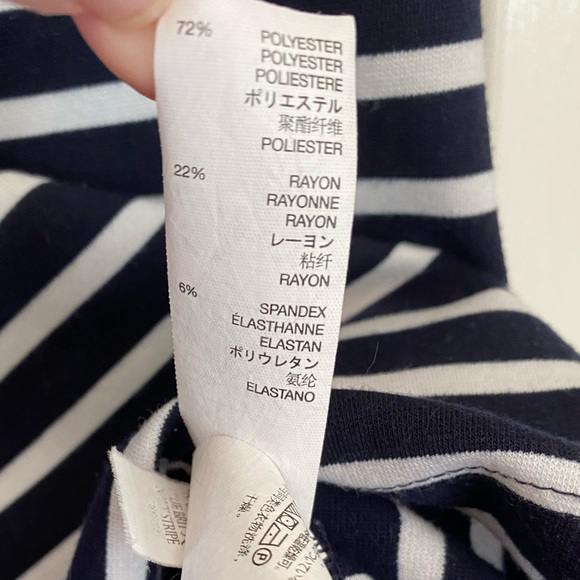 72% POLYESTER
POLYESTER
POLIESTERE
ポリエステル
聚酯纤维
POLIESTER
22% RAYON
RAYONNE
RAYON
レーヨン
粘纤
RAYON
6% SPANDEX
ÉLASTHANNE
ELASTAN
ポリウレタン
氨纶
ELASTANO